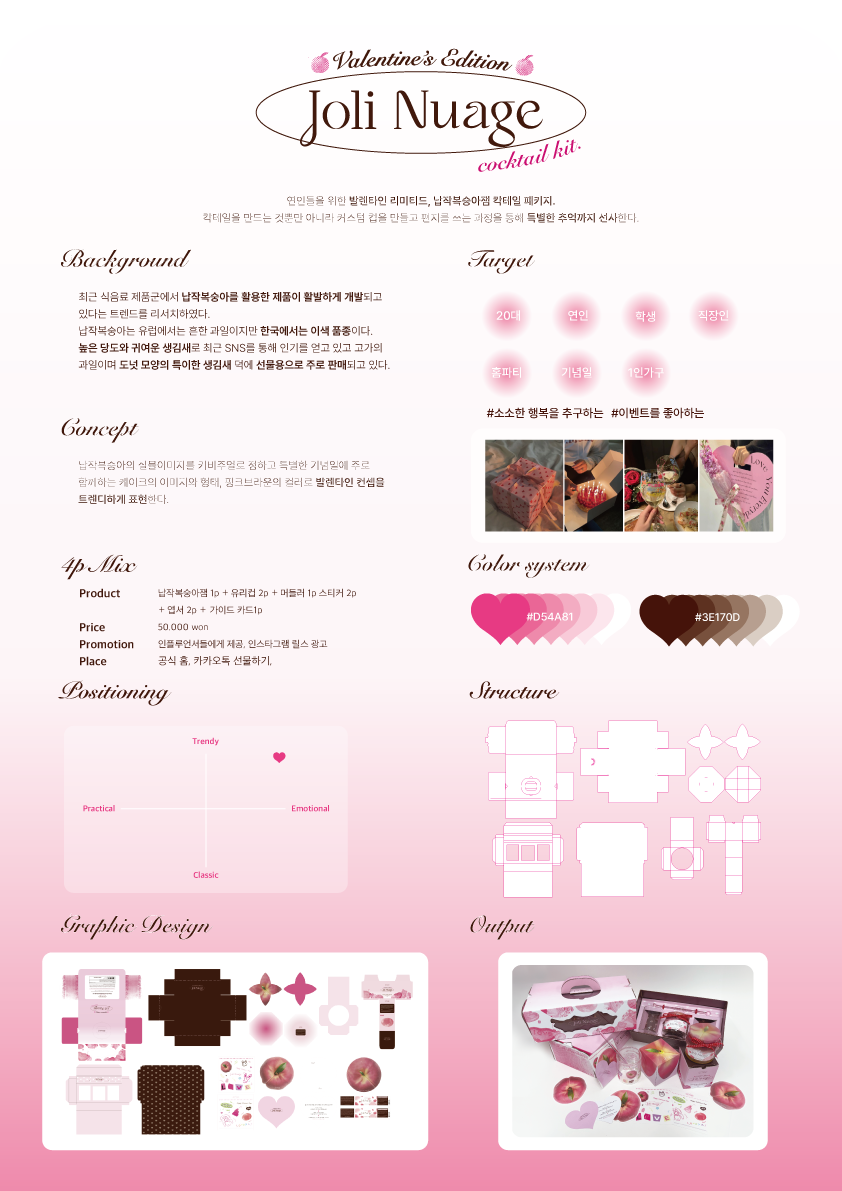 Valentine's Edition
Joli Nuage
cocktail kit.
연인들을 위한 발렌타인 리미티드, 납작복숭아잼 칵테일 패키지.
칵테일을 만드는 것뿐만 아니라 커스텀 컵을 만들고 편지를 쓰는 과정을 통해 특별한 추억까지 선사한다.
Background
최근 식음료 제품군에서 납작복숭아를 활용한 제품이 활발하게 개발되고
있다는 트렌드를 리서치하였다.
납작복숭아는 유럽에서는 흔한 과일이지만 한국에서는 이색 품종이다.
높은 당도와 귀여운 생김새로 최근 SNS를 통해 인기를 얻고 있고 고가의
과일이며 도넛 모양의 특이한 생김새 덕에 선물용으로 주로 판매되고 있다.
Target
20대 연인 학생 직장인
홈파티 기념일 1인가구
#소소한 행복을 추구하는 #이벤트를 좋아하는
Love
You Everyda
Concept
납작복숭아의 심볼이미지를 키비주얼로 정하고 특별한 기념일에 주로
함께하는 케이크의 이미지와 형태, 핑크브라운의 컬러로 발렌타인 컨셉을
트렌디하게 표현한다.
4p Mix
Product 납작복숭아잼 1p + 유리컵 2p + 머들러 1p 스티커 2p
+ 엽서 2p + 가이드 카드1p
Price 50.000 won
Promotion 인플루언서들에게 제공, 인스타그램 릴스 광고
Place 공식 홈, 카카오톡 선물하기,
Color system
#D54A81 #3E170D
Positioning
Trendy
Practical Emotional
Classic
Structure
Graphic Design
Output